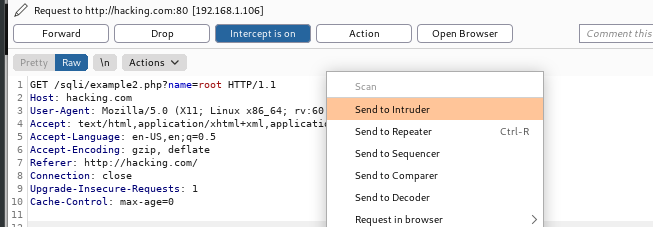 Request to http://hacking.com:80 [192.168.1.106]
Forward Drop Intercept is on Action Open Browser Comment this
Pretty Raw \n Actions
1 GET /sqli/example2.php?name=root HTTP/1.1
2 Host: hacking.com
3 User-Agent: Mozilla/5.0 (X11; Linux x86_64; rv:60
4 Accept: text/html,application/xhtml+xml,applicatio
5 Accept-Language: en-US,en;q=0.5
6 Accept-Encoding: gzip, deflate
7 Referer: http://hacking.com/
8 Connection: close
9 Upgrade-Insecure-Requests: 1
10 Cache-Control: max-age=0
11
12
Scan
Send to Intruder
Send to Repeater Ctrl-R
Send to Sequencer
Send to Comparer
Send to Decoder
Request in browser